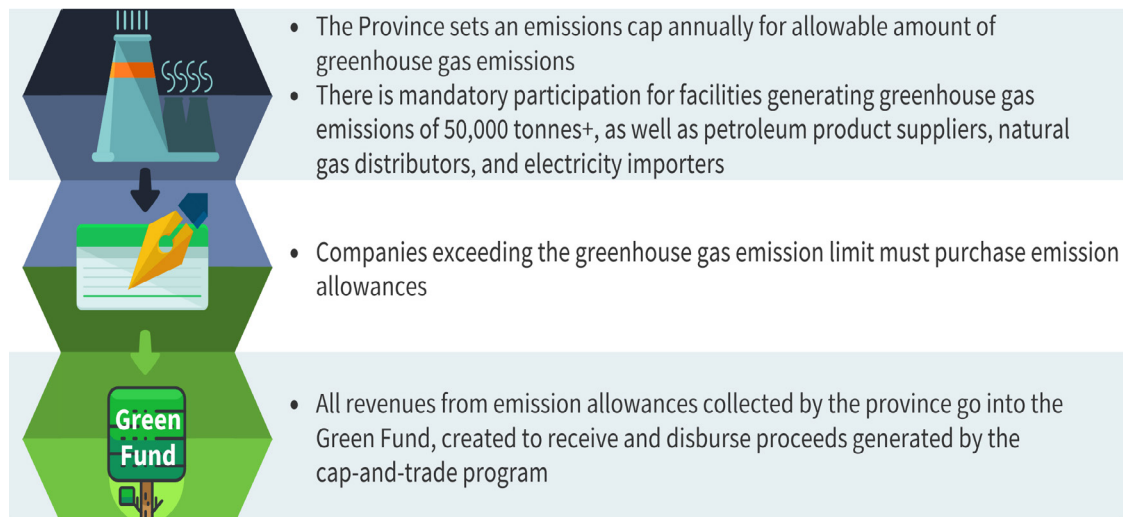 • The Province sets an emissions cap annually for allowable amount of
greenhouse gas emissions
• There is mandatory participation for facilities generating greenhouse gas
emissions of 50,000 tonnes+, as well as petroleum product suppliers, natural
gas distributors, and electricity importers
• Companies exceeding the greenhouse gas emission limit must purchase emission
allowances
Green
Fund
• All revenues from emission allowances collected by the province go into the
Green Fund, created to receive and disburse proceeds generated by the
cap-and-trade program